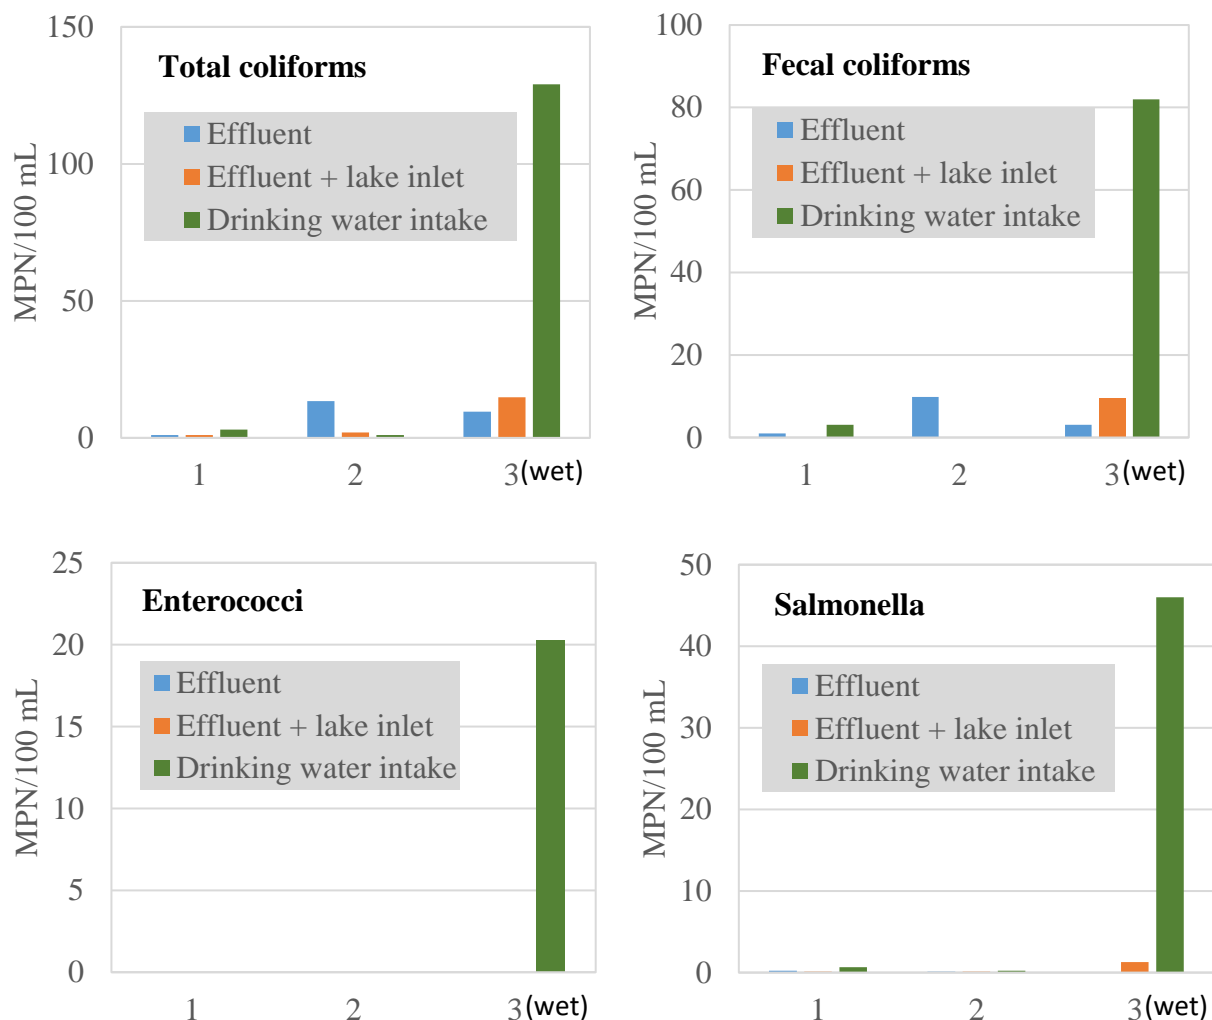 Total coliforms
MPN/100 mL
150
100
50
0
Effluent
Effluent + lake inlet
Drinking water intake
1
2
3(wet)
Fecal coliforms
MPN/100 mL
100
80
60
40
20
0
Effluent
Effluent + lake inlet
Drinking water intake
1
2
3(wet)
Enterococci
MPN/100 mL
25
20
15
10
5
0
Effluent
Effluent + lake inlet
Drinking water intake
1
2
3(wet)
Salmonella
MPN/100 mL
50
40
30
20
10
0
Effluent
Effluent + lake inlet
Drinking water intake
1
2
3(wet)